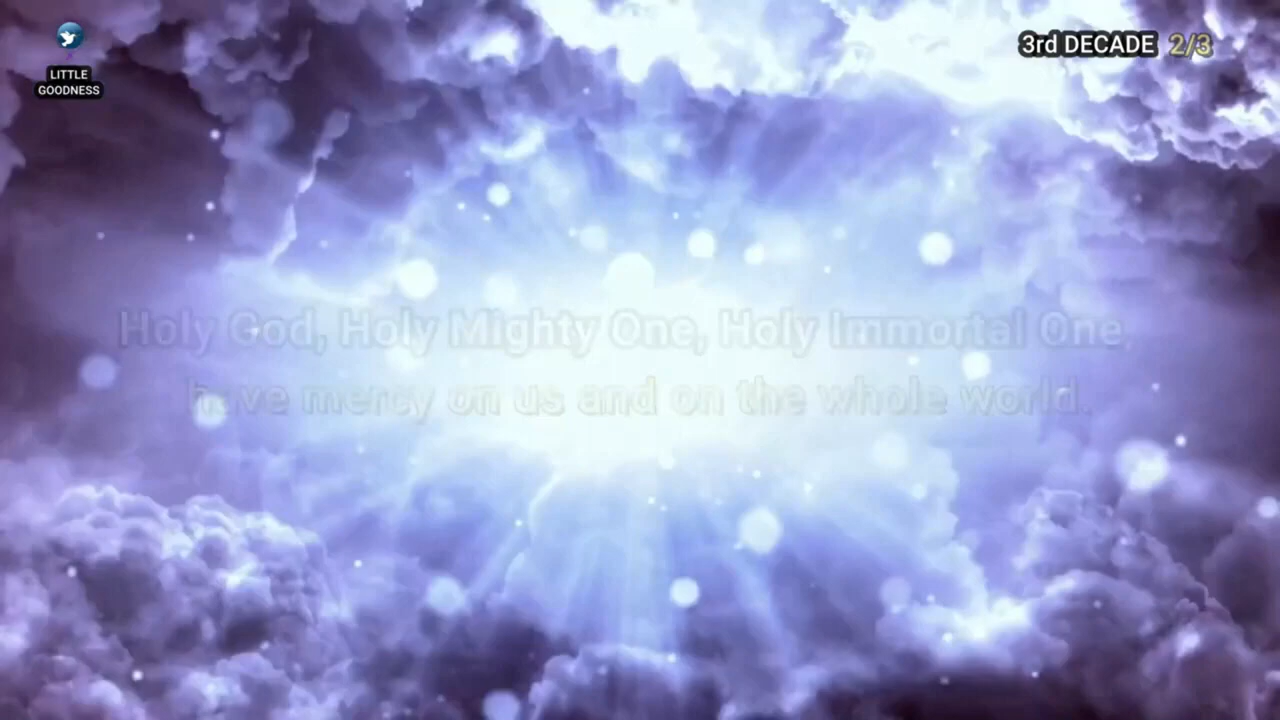 LITTLE
GOODNESS
3rd DECADE 2/3
Holy God, Holy Mighty One, Holy Immortal One,
have mercy on us and on the whole world.